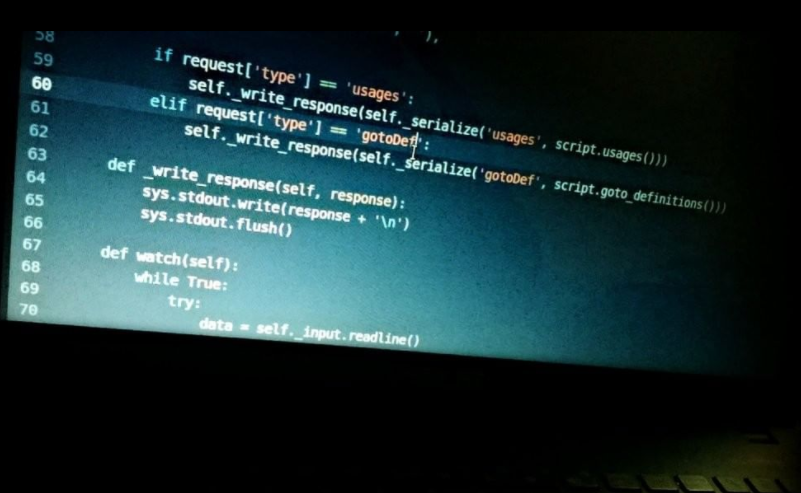 58 ),
59
60 if request['type'] == 'usages':
61 self._write_response(self._serialize('usages', script.usages()))
62 elif request['type'] == 'gotoDef':
63 self._write_response(self._serialize('gotoDef', script.goto_definitions()))
64 def _write_response(self, response):
65 sys.stdout.write(response + '\n')
66 sys.stdout.flush()
67
68 def watch(self):
69 while True:
70 try:
data = self._input.readline()